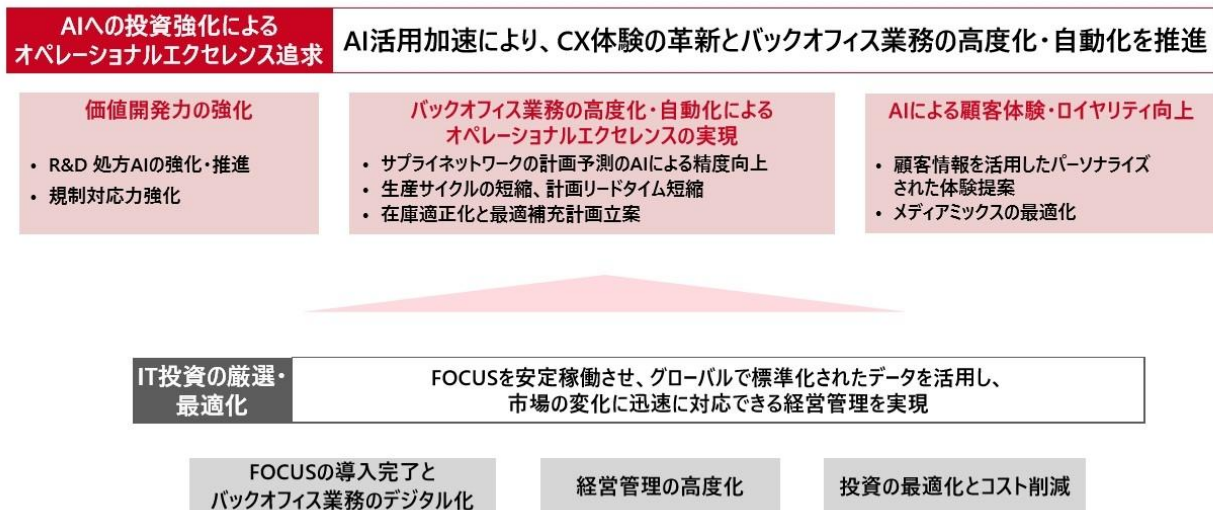 AIへの投資強化による
オペレーショナルエクセレンス追求
AI活用加速により、CX体験の革新とバックオフィス業務の高度化・自動化を推進
価値開発力の強化
• R&D 処方AIの強化・推進
• 規制対応力強化
バックオフィス業務の高度化・自動化による
オペレーショナルエクセレンスの実現
• サプライネットワークの計画予測のAIによる精度向上
• 生産サイクルの短縮、計画リードタイム短縮
• 在庫適正化と最適補充計画立案
AIによる顧客体験・ロイヤリティ向上
• 顧客情報を活用したパーソナライズ
された体験提案
• メディアミックスの最適化
IT投資の厳選・
最適化
FOCUSを安定稼働させ、グローバルで標準化されたデータを活用し、
市場の変化に迅速に対応できる経営管理を実現
FOCUSの導入完了と
バックオフィス業務のデジタル化
経営管理の高度化
投資の最適化とコスト削減